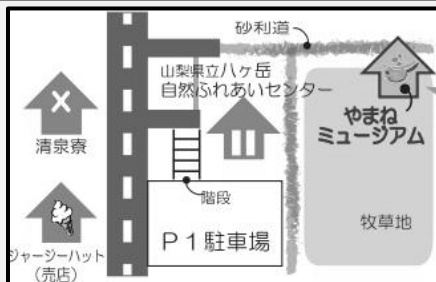 砂利道
山梨県立八ヶ岳
自然ふれあいセンター
やまね
ミュージアム
清泉寮
階段
P1駐車場
牧草地
ジャージーハット
(売店)